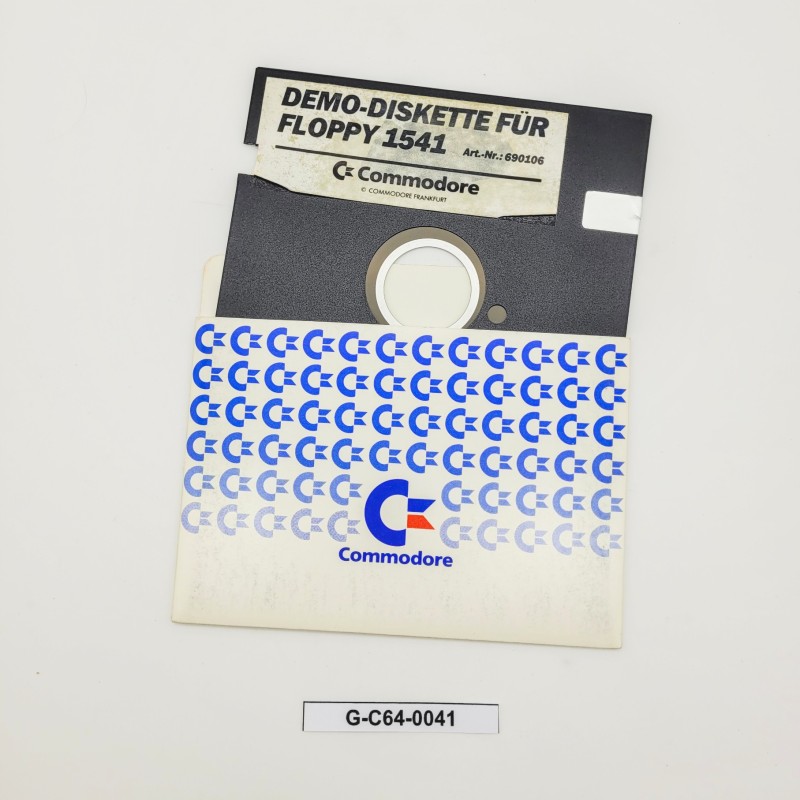 DEMO-DISKETTE FÜR
FLOPPY 1541 Art.-Nr.: 690106
Commodore
© COMMODORE FRANKFURT
Commodore
G-C64-0041